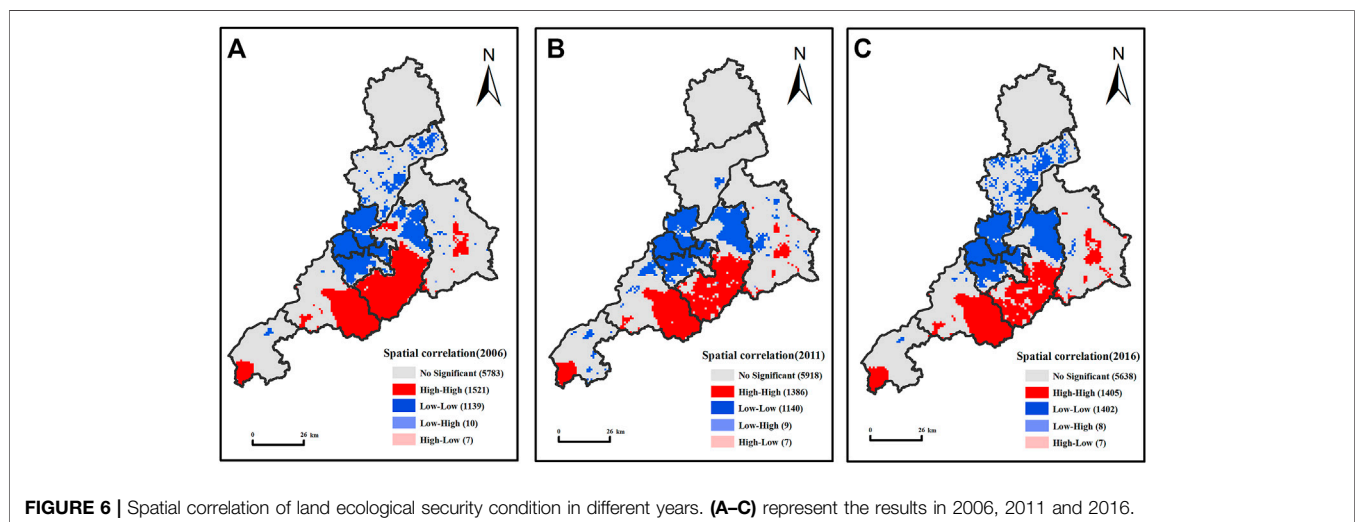 A
N
Spatial correlation(2006)
No Significant (5783)
High-High (1521)
Low-Low (1139)
Low-High (10)
High-Low (7)
0 26 km
B
N
Spatial correlation(2011)
No Significant (5918)
High-High (1386)
Low-Low (1140)
Low-High (9)
High-Low (7)
0 26 km
C
N
Spatial correlation(2016)
No Significant (5638)
High-High (1405)
Low-Low (1402)
Low-High (8)
High-Low (7)
0 26 km
FIGURE 6 | Spatial correlation of land ecological security condition in different years. (A–C) represent the results in 2006, 2011 and 2016.